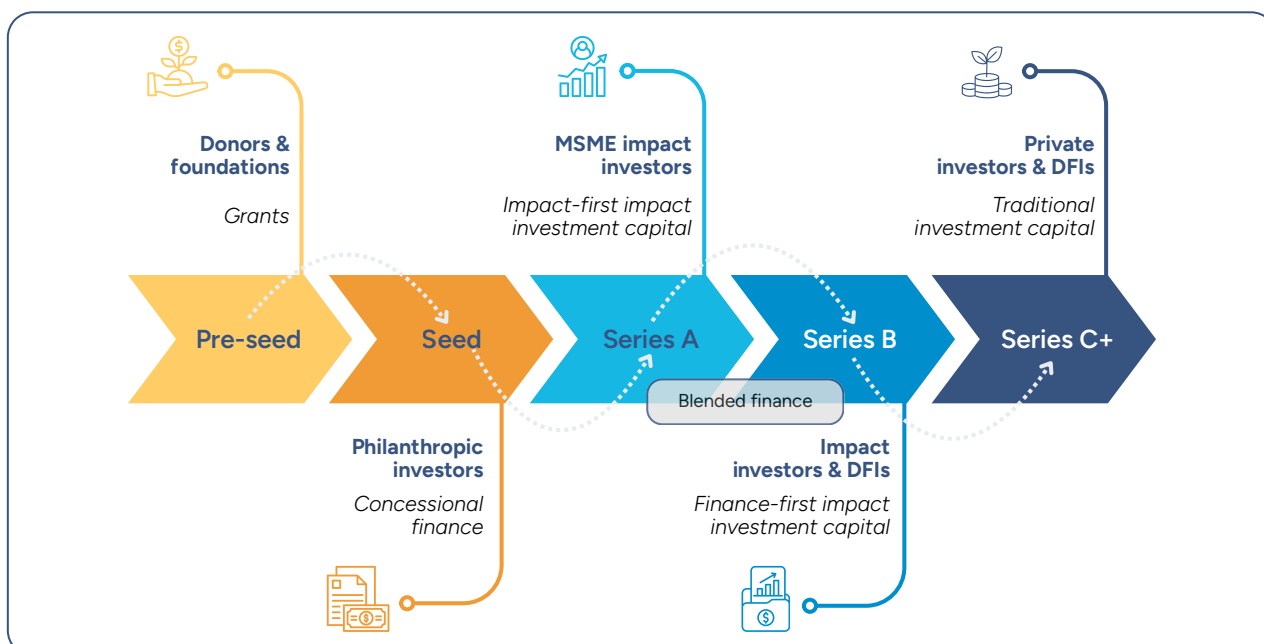 Donors &
foundations
Grants
MSME impact
investors
Impact-first impact
investment capital
Private
investors & DFIs
Traditional
investment capital
Pre-seed
Seed
Series A
Series B
Series C+
Blended finance
Philanthropic
investors
Concessional
finance
Impact
investors & DFIs
Finance-first impact
investment capital